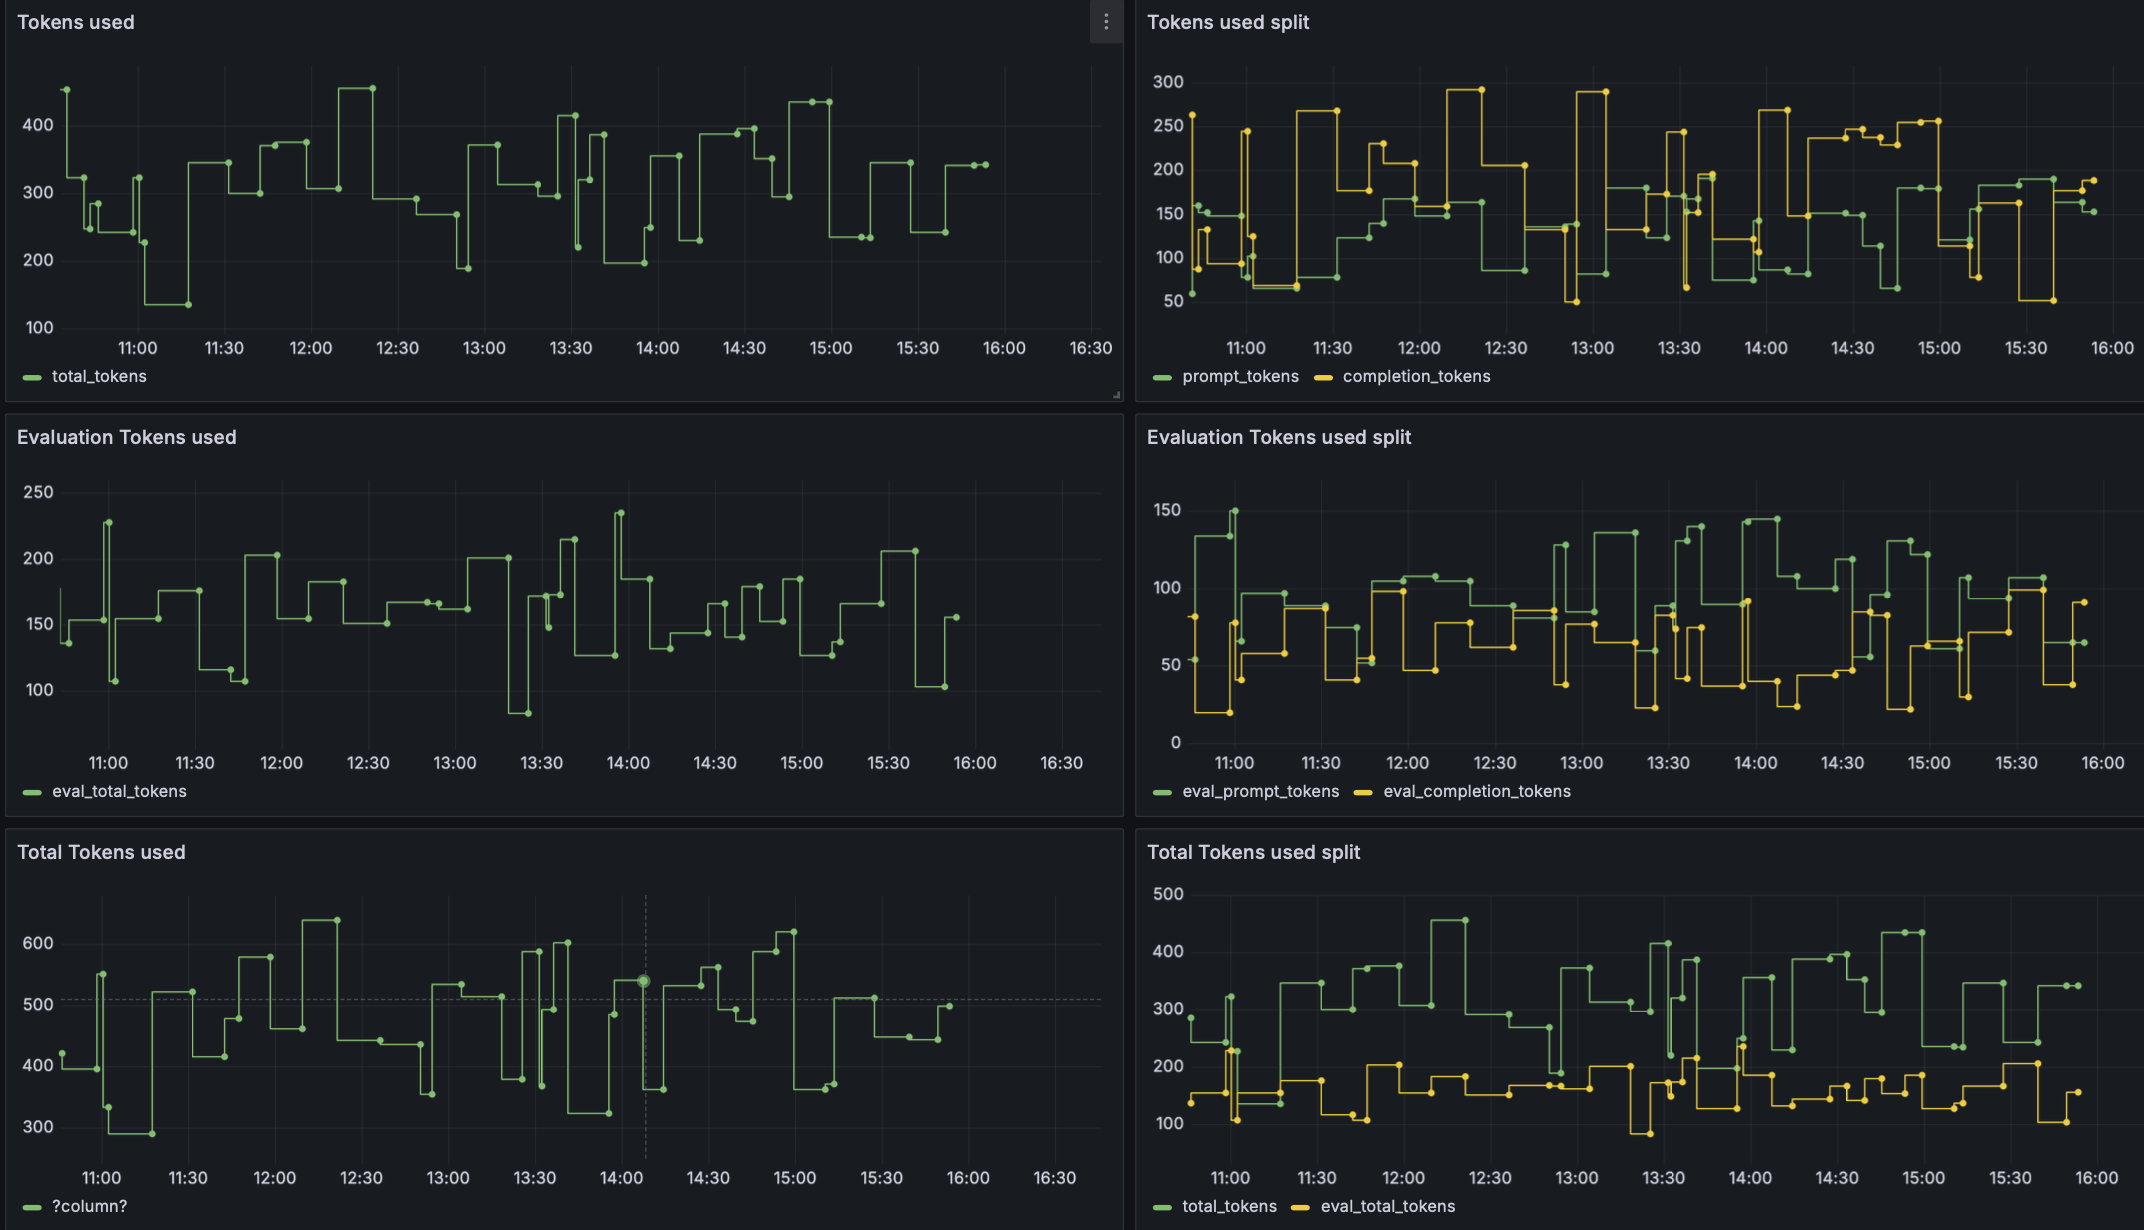 Tokens used
400
300
200
100
11:00 11:30 12:00 12:30 13:00 13:30 14:00 14:30 15:00 15:30 16:00 16:30
total_tokens
Tokens used split
300
250
200
150
100
50
11:00 11:30 12:00 12:30 13:00 13:30 14:00 14:30 15:00 15:30 16:00
prompt_tokens completion_tokens
Evaluation Tokens used
250
200
150
100
11:00 11:30 12:00 12:30 13:00 13:30 14:00 14:30 15:00 15:30 16:00 16:30
eval_total_tokens
Evaluation Tokens used split
150
100
50
0
11:00 11:30 12:00 12:30 13:00 13:30 14:00 14:30 15:00 15:30 16:00
eval_prompt_tokens eval_completion_tokens
Total Tokens used
600
500
400
300
11:00 11:30 12:00 12:30 13:00 13:30 14:00 14:30 15:00 15:30 16:00 16:30
?column?
Total Tokens used split
500
400
300
200
100
11:00 11:30 12:00 12:30 13:00 13:30 14:00 14:30 15:00 15:30 16:00
total_tokens eval_total_tokens